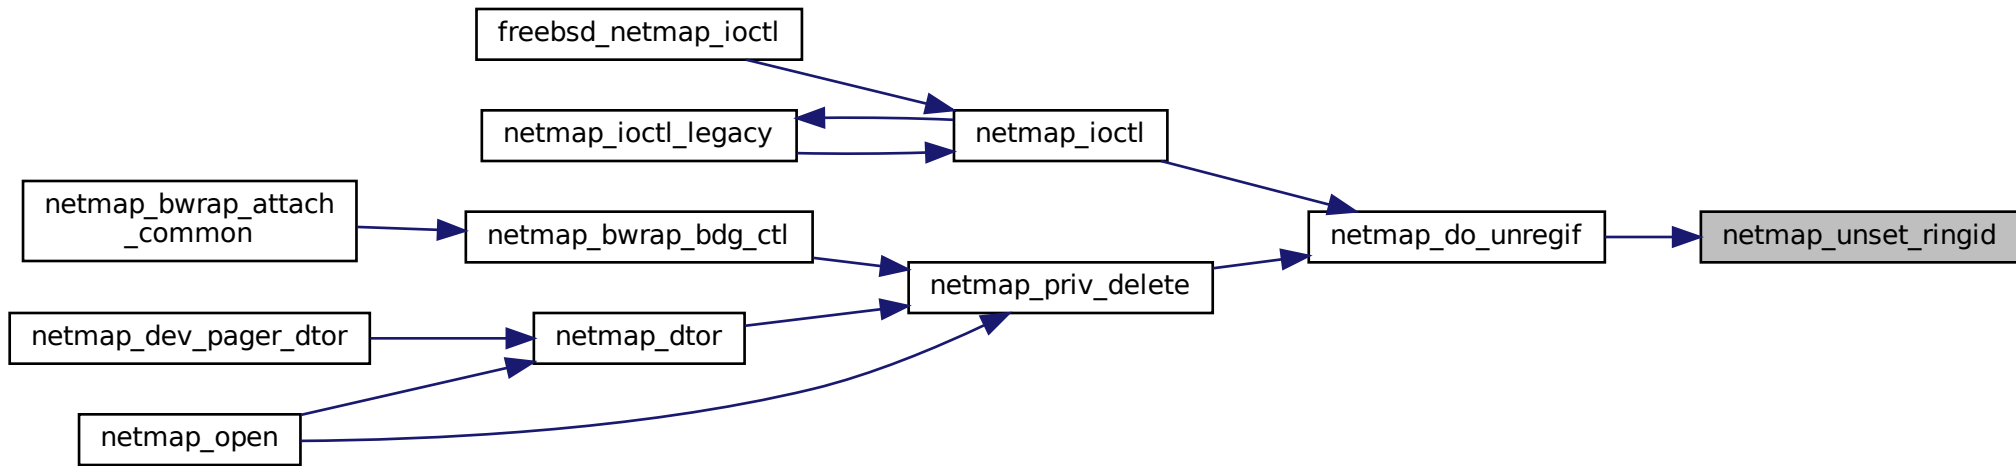 freebsd_netmap_ioctl
netmap_ioctl_legacy
netmap_ioctl
netmap_bwrap_attach
_common
netmap_bwrap_bdg_ctl
netmap_do_unregif
netmap_unset_ringid
netmap_priv_delete
netmap_dev_pager_dtor
netmap_dtor
netmap_open